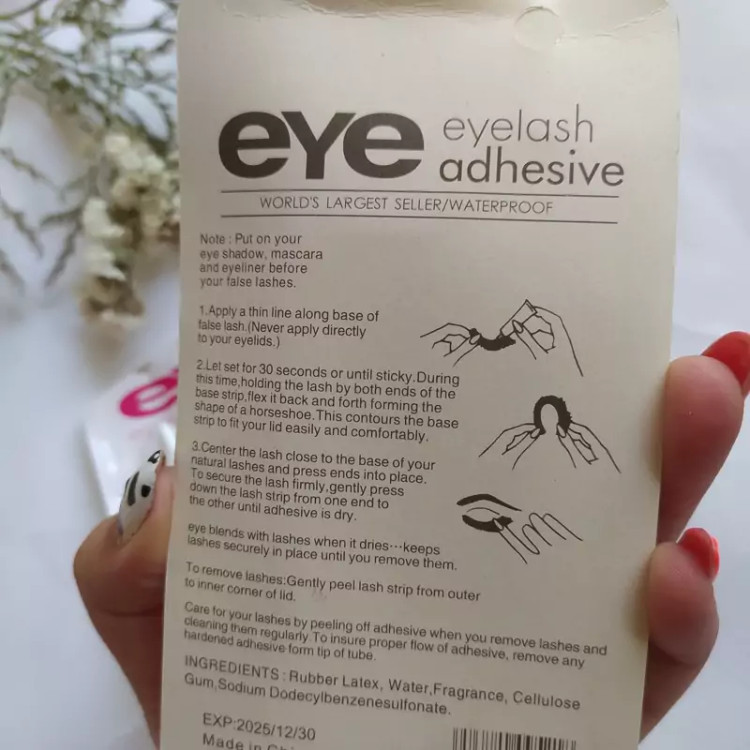 eye eyelash
adhesive
WORLD'S LARGEST SELLER/WATERPROOF
Note : Put on your
eye shadow, mascara
and eyeliner before
your false lashes.
1.Apply a thin line along base of
false lash.(Never apply directly
to your eyelids.)
2.Let set for 30 seconds or until sticky.During
this time,holding the lash by both ends of the
base strip,flex it back and forth forming the
shape of a horseshoe.This contours the base
strip to fit your lid easily and comfortably.
3.Center the lash close to the base of your
natural lashes and press ends into place.
To secure the lash firmly,gently press
down the lash strip from one end to
the other until adhesive is dry.
eye blends with lashes when it dries···keeps
lashes securely in place until you remove them.
To remove lashes:Gently peel lash strip from outer
to inner corner of lid.
Care for your lashes by peeling off adhesive when you remove lashes and
cleaning them regularly.To insure proper flow of adhesive, remove any
hardened adhesive form tip of tube.
INGREDIENTS : Rubber Latex, Water,Fragrance, Cellulose
Gum,Sodium Dodecylbenzenesulfonate.
EXP:2025/12/30
Made in